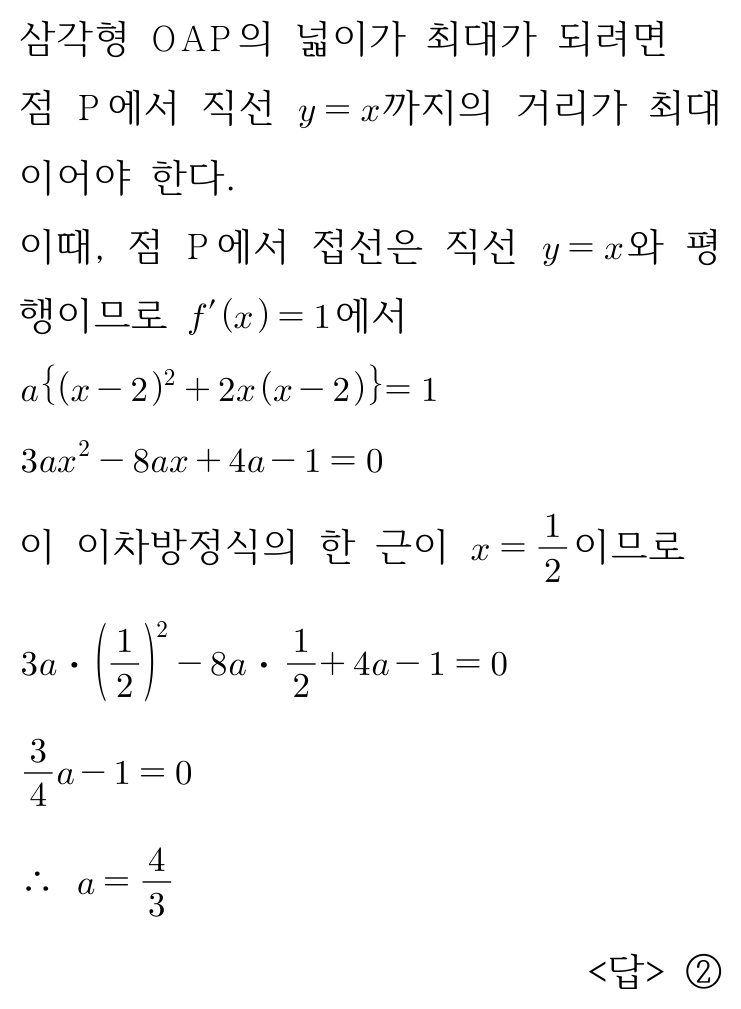 삼각형 OAP의 넓이가 최대가 되려면
점 P에서 직선 y=x까지의 거리가 최대
이어야 한다.
이때, 점 P에서 접선은 직선 y=x와 평
행이므로 f′(x)=1에서
a{(x-2)²+2x(x-2)}=1
3ax²-8ax+4a-1=0
이 이차방정식의 한 근이 x=1/2이므로
3a·(1/2)²-8a·1/2+4a-1=0
3/4a-1=0
∴ a=4/3
<답> ②